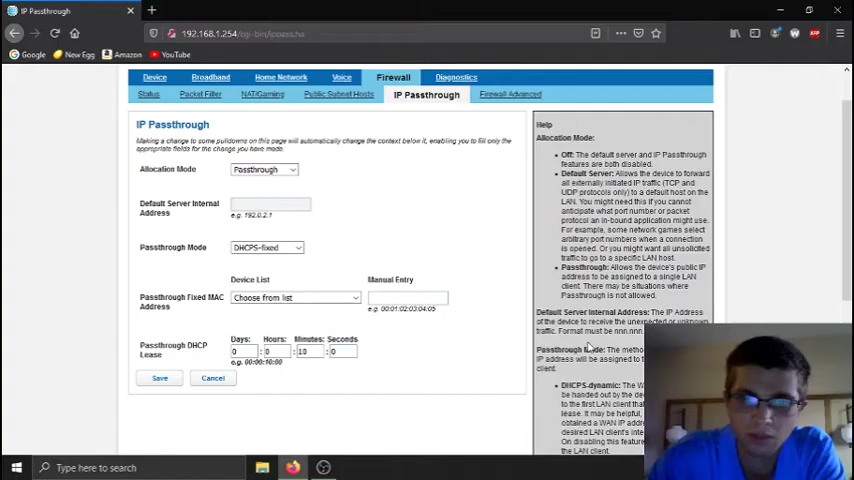 IP Passthrough
192.168.1.254/cgi-bin/ippass.ha
Google New Egg Amazon YouTube
Device Broadband Home Network Voice Firewall Diagnostics
Status Packet Filter NAT/Gaming Public Subnet Hosts IP Passthrough Firewall Advanced
IP Passthrough
Making a change to some pulldowns on this page will automatically change the context below it, enabling you to fill only the
appropriate fields for the change you have mode.
Allocation Mode Passthrough
Default Server Internal
Address
e.g. 192.0.2.1
Passthrough Mode DHCPS-fixed
Device List Manual Entry
Passthrough Fixed MAC
Address
Choose from list
e.g. 00:01:02:03:04:05
Days: Hours: Minutes: Seconds
Passthrough DHCP
Lease
0 : 0 : 10 : 0
e.g. 00:00:10:00
Save Cancel
Help
Allocation Mode:
• Off: The default server and IP Passthrough
features are both disabled.
• Default Server: Allows the device to forward
all externally initiated IP traffic (TCP and
UDP protocols only) to a default host on the
LAN. You might need this if you cannot
anticipate what port number or packet
protocol an in-bound application might use.
For example, some network games select
arbitrary port numbers when a connection
is opened. Or you might want all unsolicited
traffic to go to a specific LAN host.
• Passthrough: Allows the device's public IP
address to be assigned to a single LAN
client. There may be situations where
Passthrough is not allowed.
Default Server Internal Address: The IP Address
of the device to receive the unexpected or unknown
traffic. Format must be nnn.nnn.
Passthrough Mode: The metho
IP address will be assigned to t
client.
• DHCPS-dynamic: The W
be handed out by the dev
to the first LAN client tha
lease. It may be helpful,
obtained a WAN IP addr
desired LAN client's inte
On disabling this feature
the LAN client
Type here to search